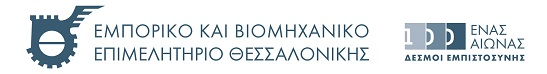 ΕΜΠΟΡΙΚΟ ΚΑΙ ΒΙΟΜΗΧΑΝΙΚΟ
ΕΠΙΜΕΛΗΤΗΡΙΟ ΘΕΣΣΑΛΟΝΙΚΗΣ
100 ΕΝΑΣ
ΑΙΩΝΑΣ
ΔΕΣΜΟΙ ΕΜΠΙΣΤΟΣΥΝΗΣ